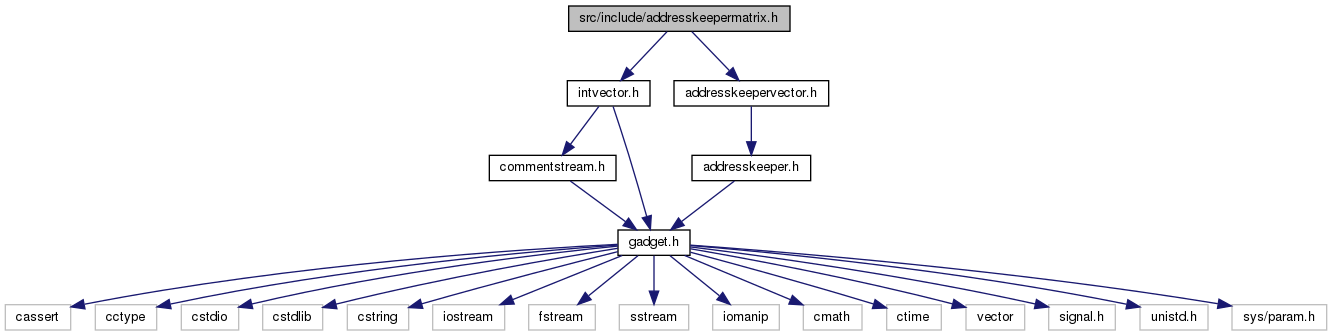 src/include/addresskeepermatrix.h
intvector.h
addresskeepervector.h
commentstream.h
addresskeeper.h
gadget.h
cassert
cctype
cstdio
cstdlib
cstring
iostream
fstream
sstream
iomanip
cmath
ctime
vector
signal.h
unistd.h
sys/param.h